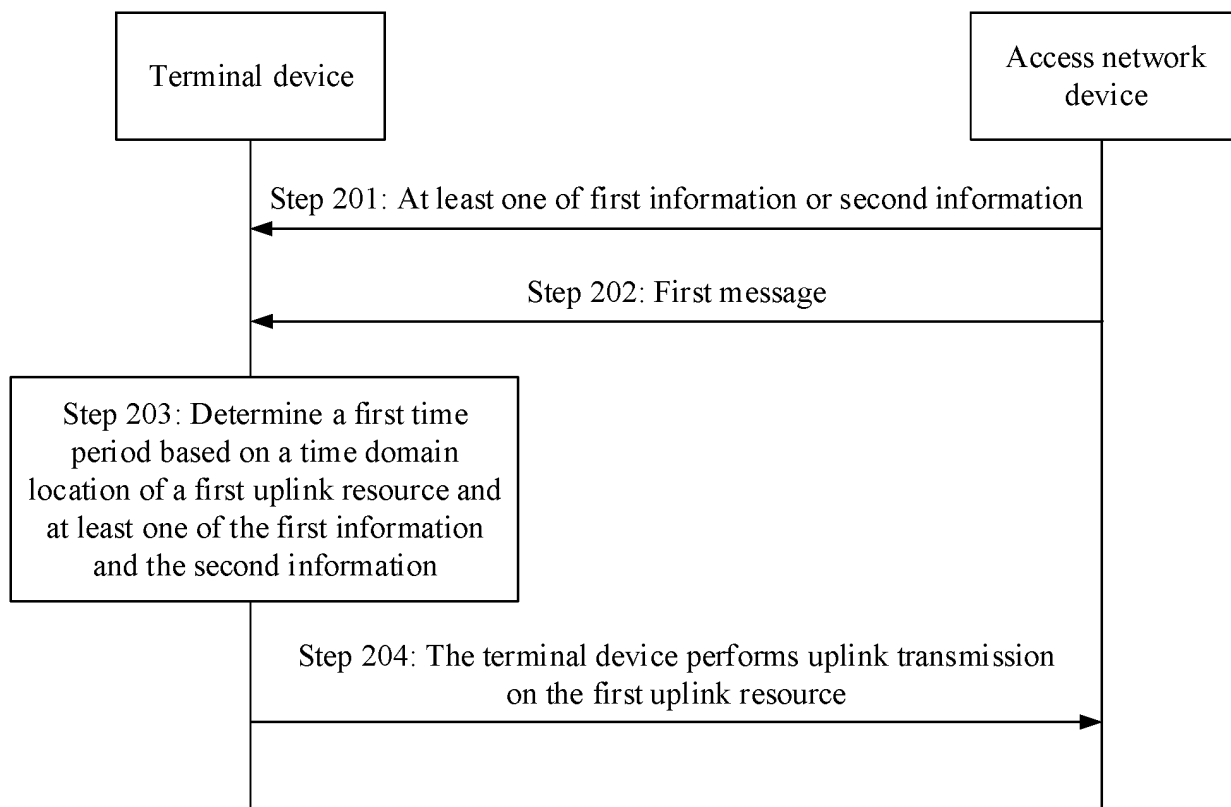 Terminal device
Access network
device
Step 201: At least one of first information or second information
Step 202: First message
Step 203: Determine a first time
period based on a time domain
location of a first uplink resource and
at least one of the first information
and the second information
Step 204: The terminal device performs uplink transmission
on the first uplink resource